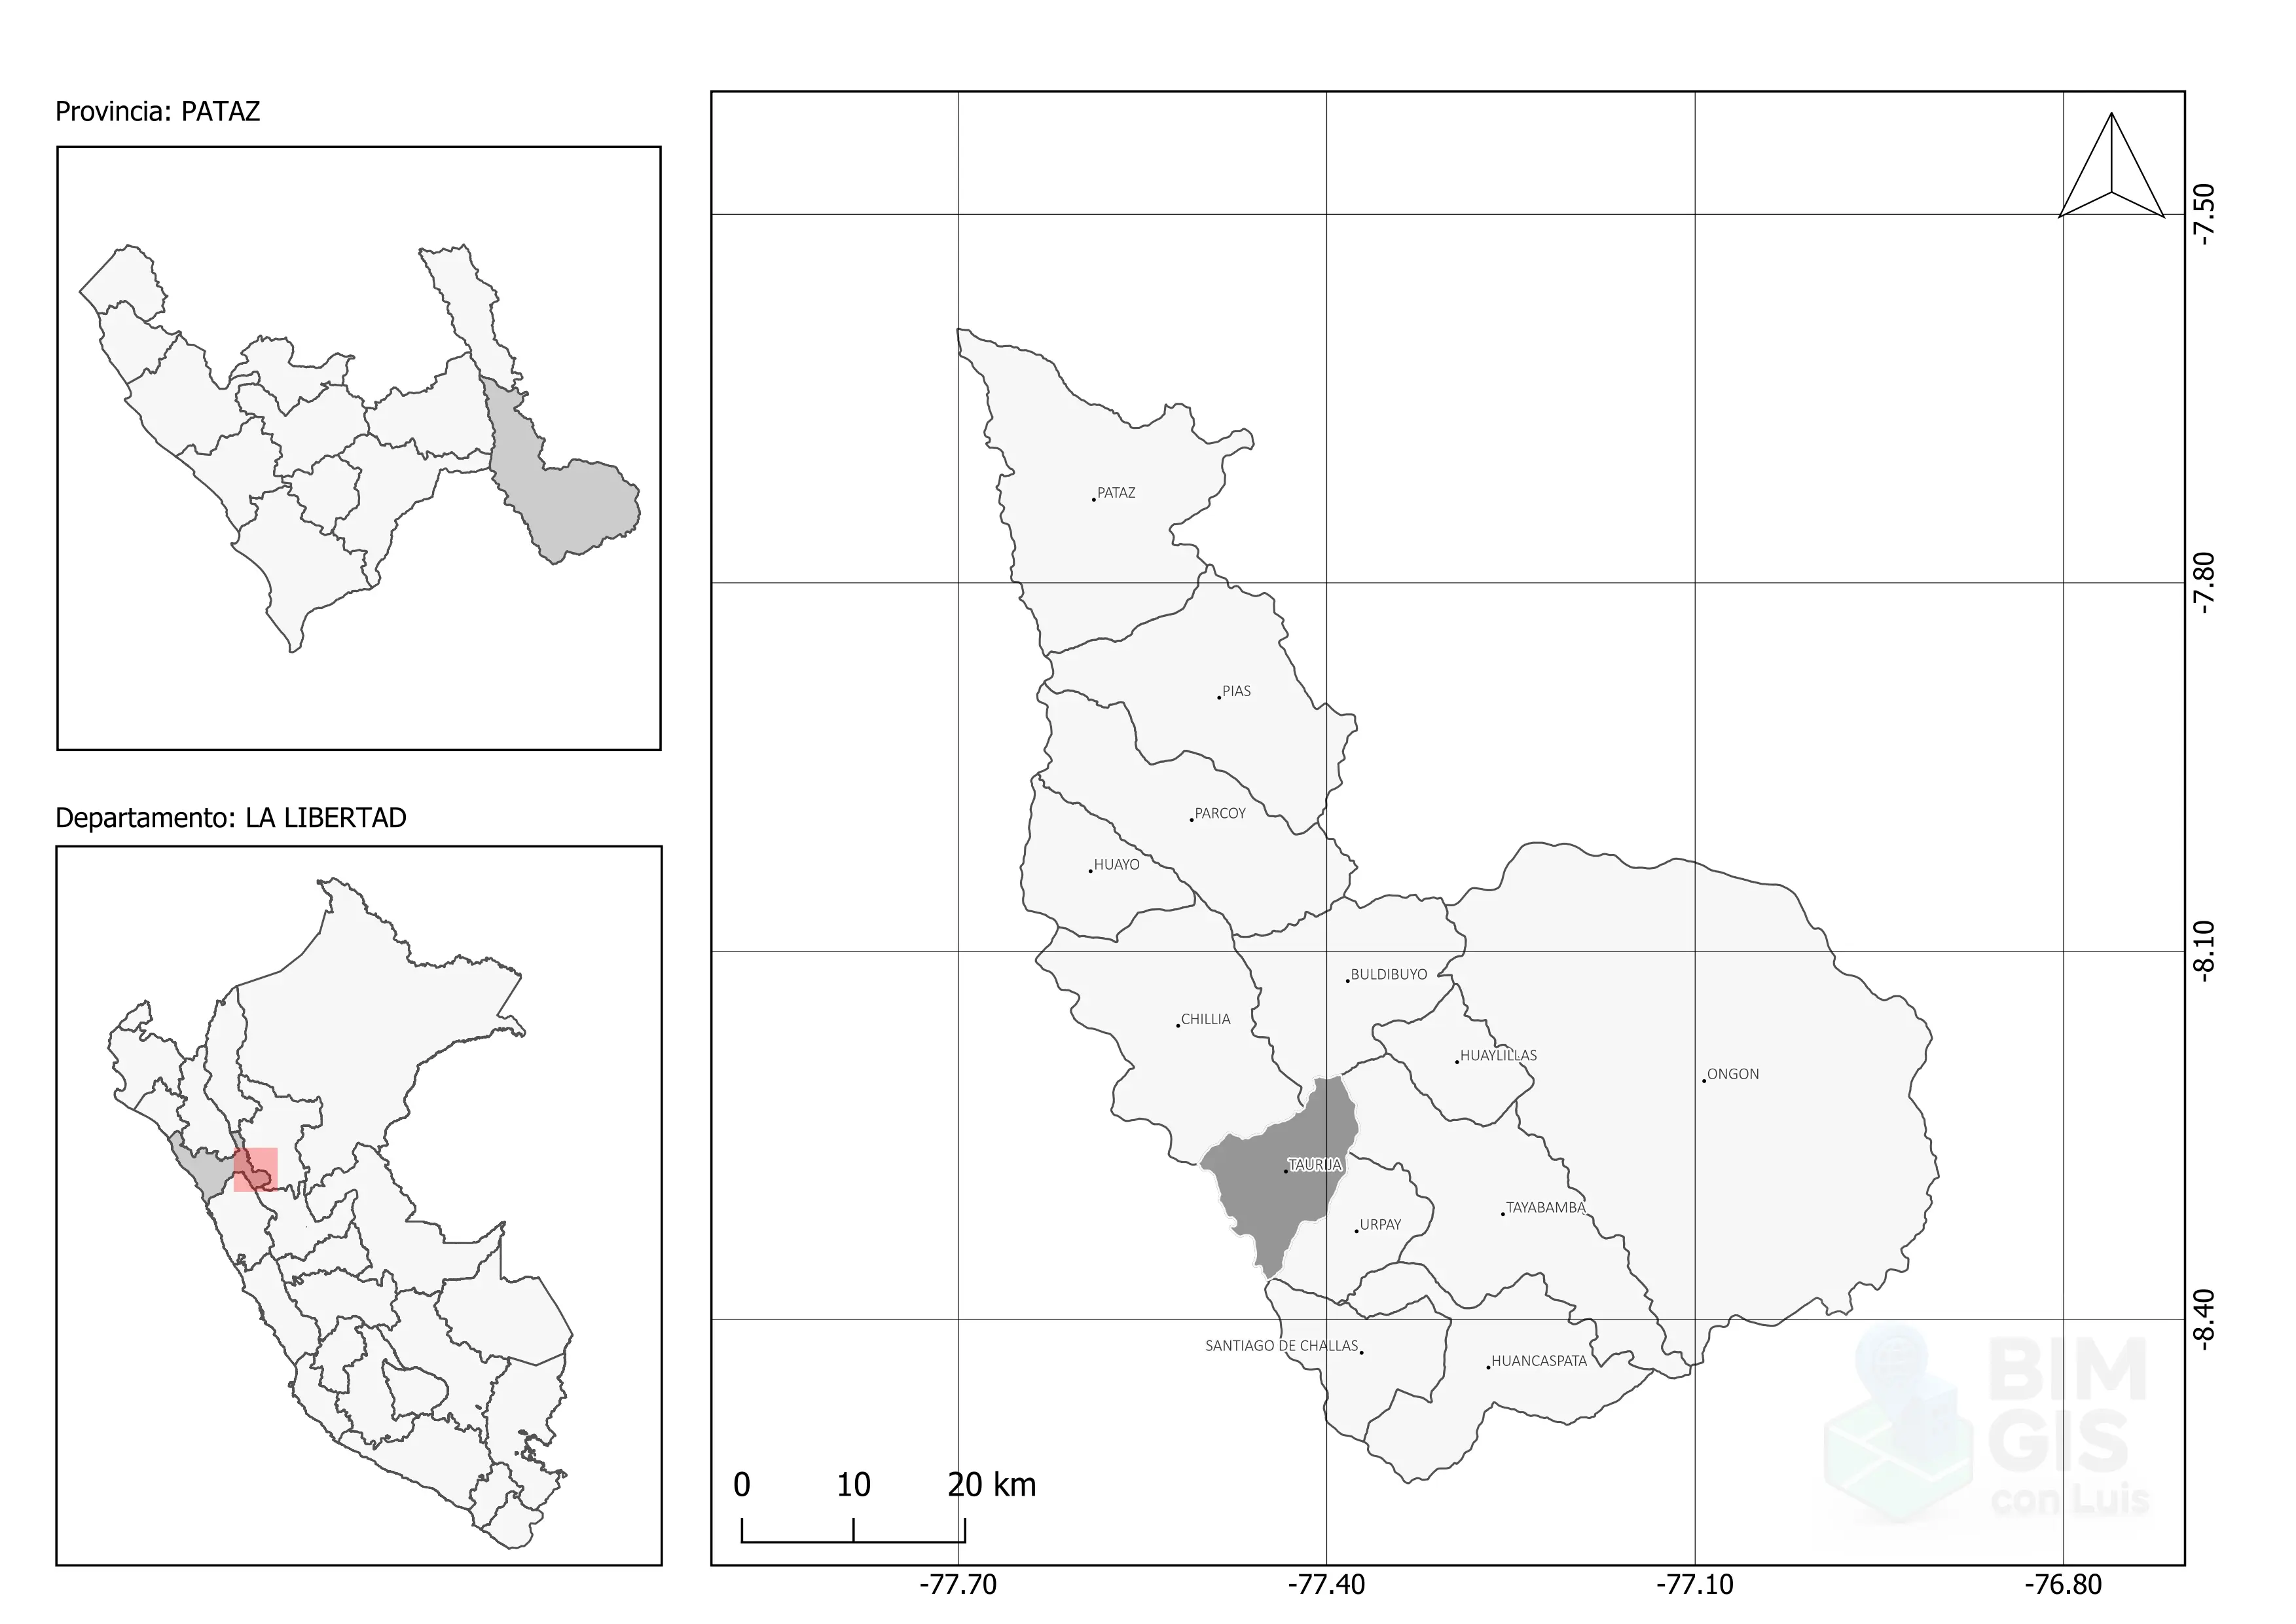 Provincia: PATAZ
Departamento: LA LIBERTAD
-7.50
-7.80
-8.10
-8.40
PATAZ
PIAS
PARCOY
HUAYO
BULDIBUYO
CHILLIA
HUAYLILLAS
ONGON
TAURIJA
TAYABAMBA
URPAY
SANTIAGO DE CHALLAS
HUANCASPATA
0 10 20 km
-77.70 -77.40 -77.10 -76.80
BIM
GIS
con Luis